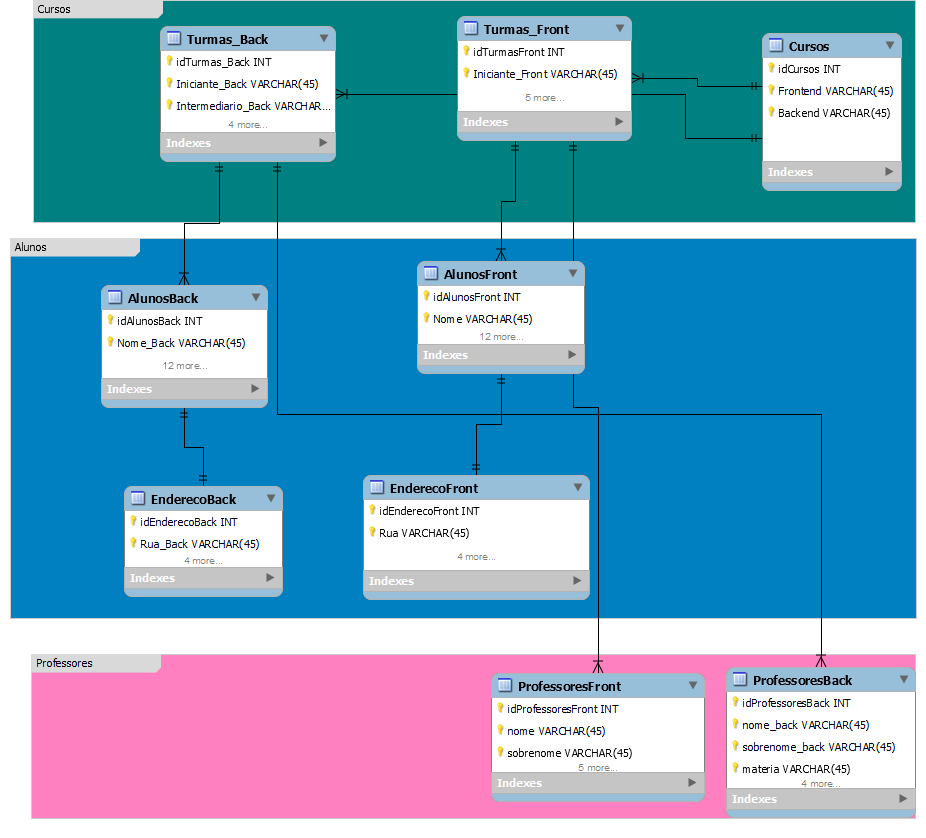 Cursos
Turmas_Back
idTurmas_Back INT
Iniciante_Back VARCHAR(45)
Intermediario_Back VARCHAR...
4 more...
Indexes
Turmas_Front
idTurmasFront INT
Iniciante_Front VARCHAR(45)
5 more...
Indexes
Cursos
idCursos INT
Frontend VARCHAR(45)
Backend VARCHAR(45)
Indexes
Alunos
AlunosBack
idAlunosBack INT
Nome_Back VARCHAR(45)
12 more...
Indexes
AlunosFront
idAlunosFront INT
Nome VARCHAR(45)
12 more...
Indexes
EnderecoBack
idEnderecoBack INT
Rua_Back VARCHAR(45)
4 more...
Indexes
EnderecoFront
idEnderecoFront INT
Rua VARCHAR(45)
4 more...
Indexes
Professores
ProfessoresFront
idProfessoresFront INT
nome VARCHAR(45)
sobrenome VARCHAR(45)
5 more...
Indexes
ProfessoresBack
idProfessoresBack INT
nome_back VARCHAR(45)
sobrenome_back VARCHAR(45)
materia VARCHAR(45)
4 more...
Indexes